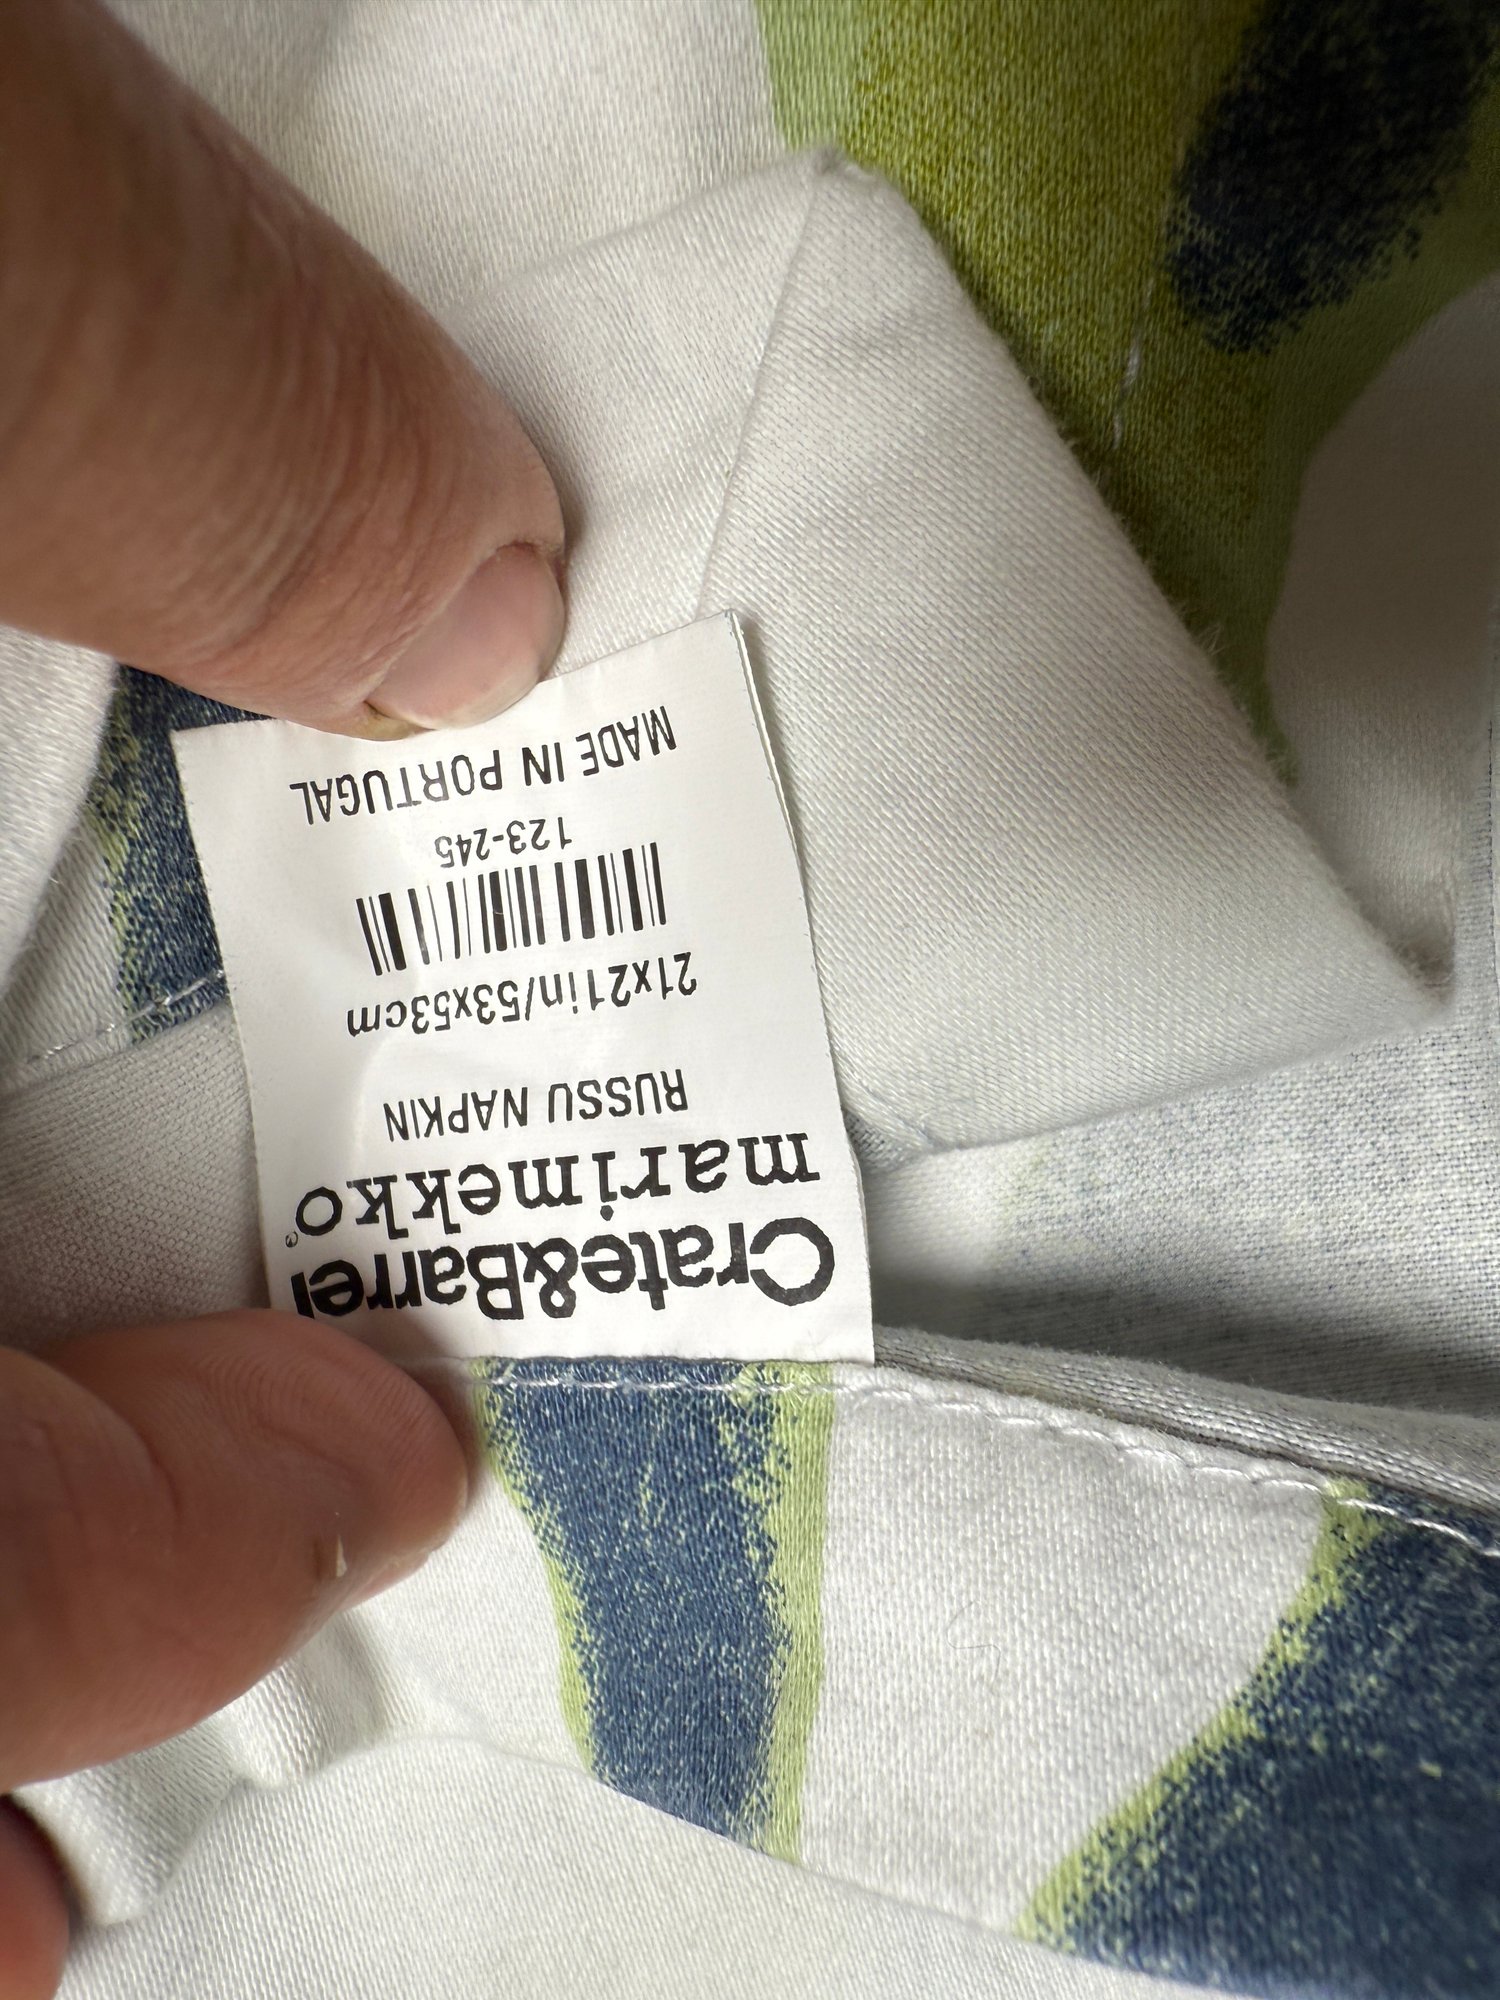 Crate&Barrel
marimekko®
RUSSU NAPKIN
21x21in/53x53cm
123-245
MADE IN PORTUGAL